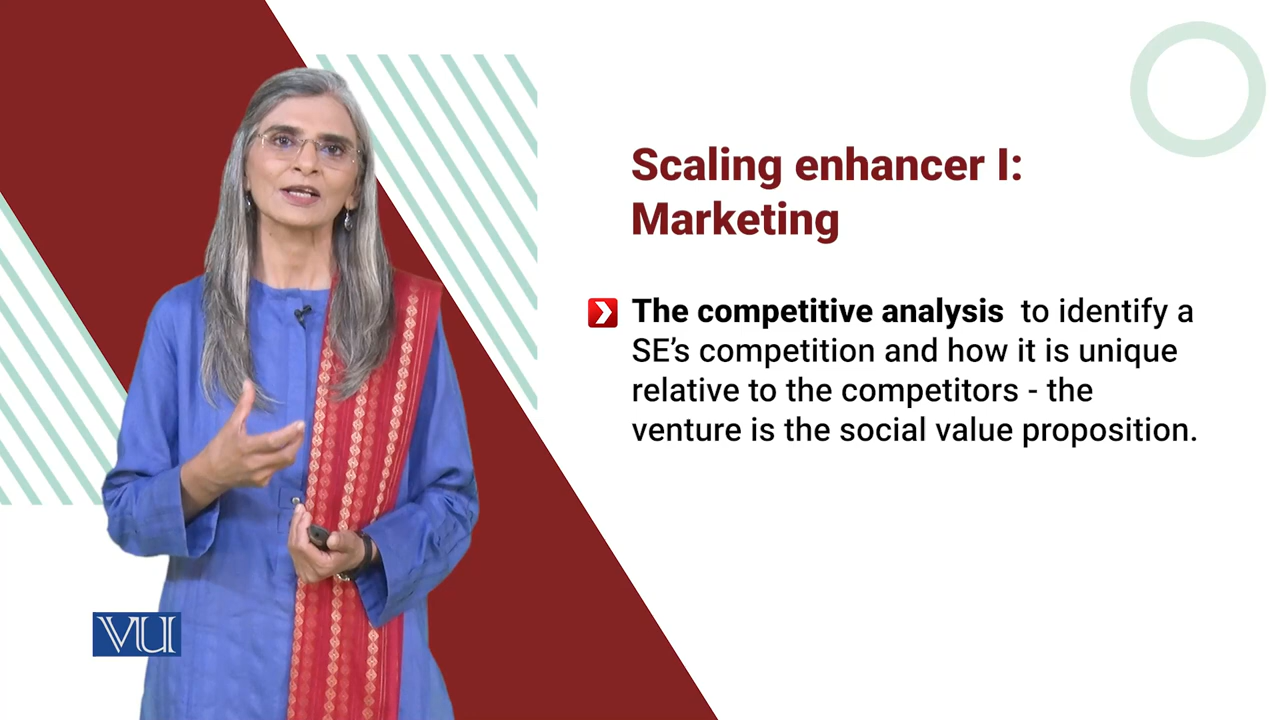 Scaling enhancer I:
Marketing
The competitive analysis to identify a
SE's competition and how it is unique
relative to the competitors - the
venture is the social value proposition.
VU